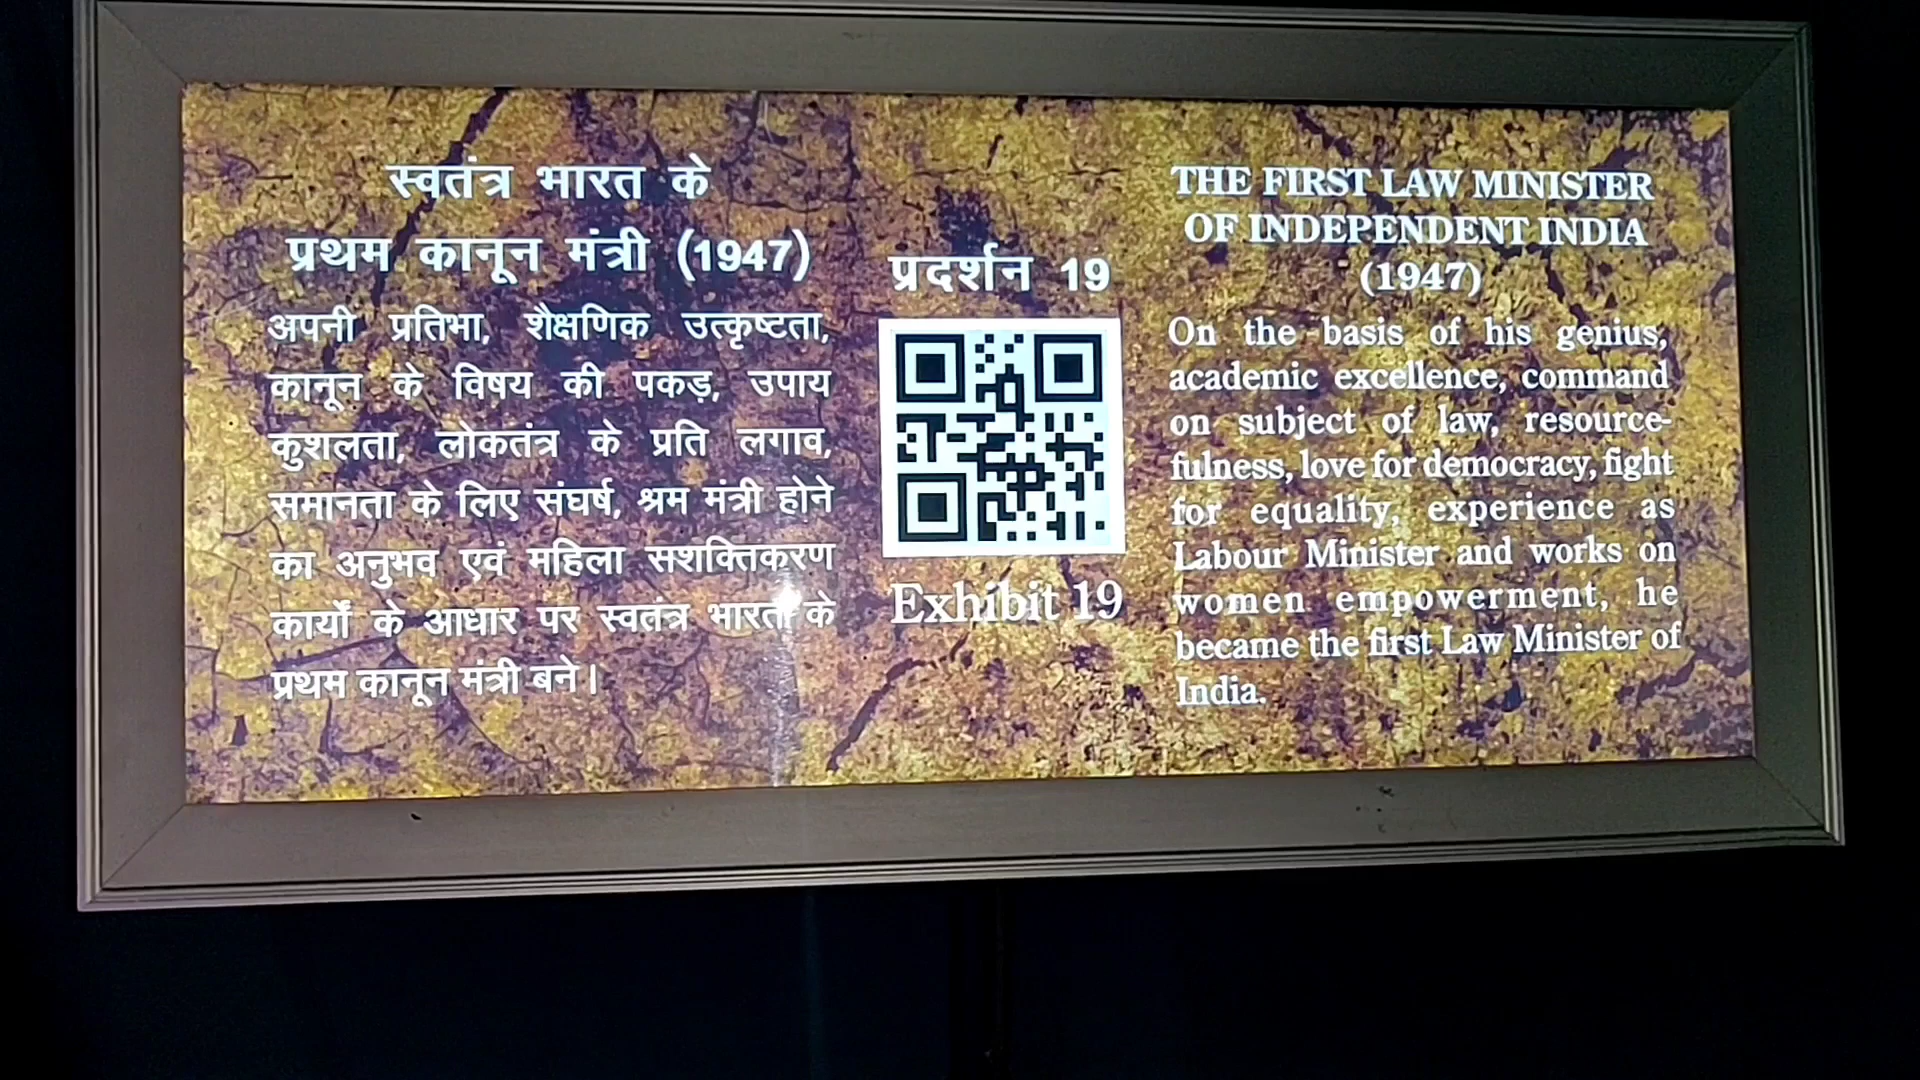 स्वतंत्र भारत के
प्रथम कानून मंत्री (1947)
अपनी प्रतिभा, शैक्षणिक उत्कृष्टता,
कानून के विषय की पकड़, उपाय
कुशलता, लोकतंत्र के प्रति लगाव,
समानता के लिए संघर्ष, श्रम मंत्री होने
का अनुभव एवं महिला सशक्तिकरण
कार्यों के आधार पर स्वतंत्र भारत के
प्रथम कानून मंत्री बने।
प्रदर्शन 19
Exhibit 19
THE FIRST LAW MINISTER
OF INDEPENDENT INDIA
(1947)
On the basis of his genius,
academic excellence, command
on subject of law, resource-
fulness, love for democracy, fight
for equality, experience as
Labour Minister and works on
women empowerment, he
became the first Law Minister of
India.